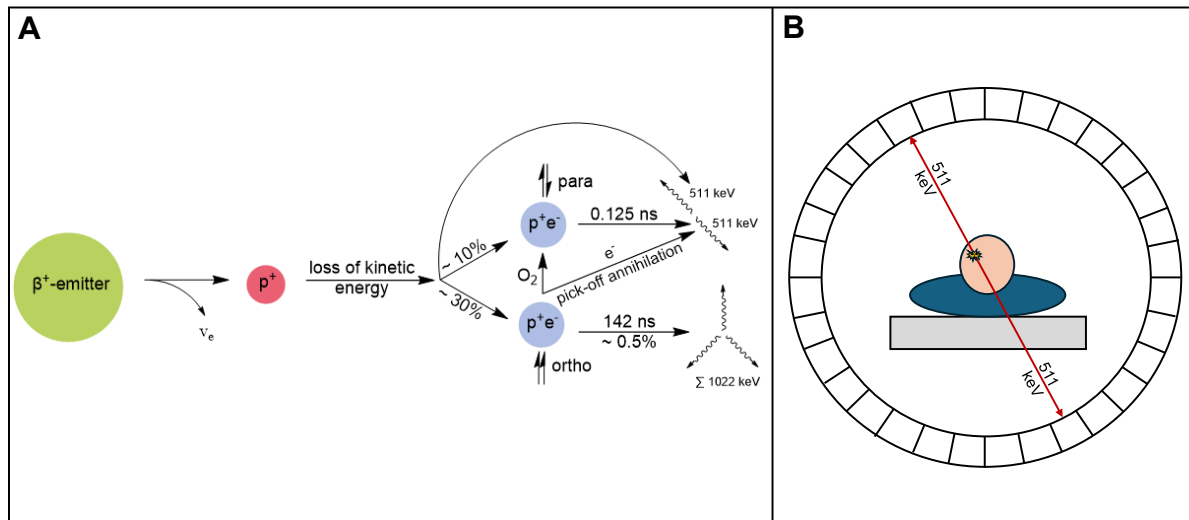 A
β⁺-emitter
νₑ
p⁺
loss of kinetic
energy
~ 10%
~ 30%
para
p⁺e⁻
0.125 ns
O₂
e⁻
pick-off annihilation
p⁺e⁻
142 ns
~ 0.5%
ortho
511 keV
511 keV
∑ 1022 keV
B
511
keV
511
keV